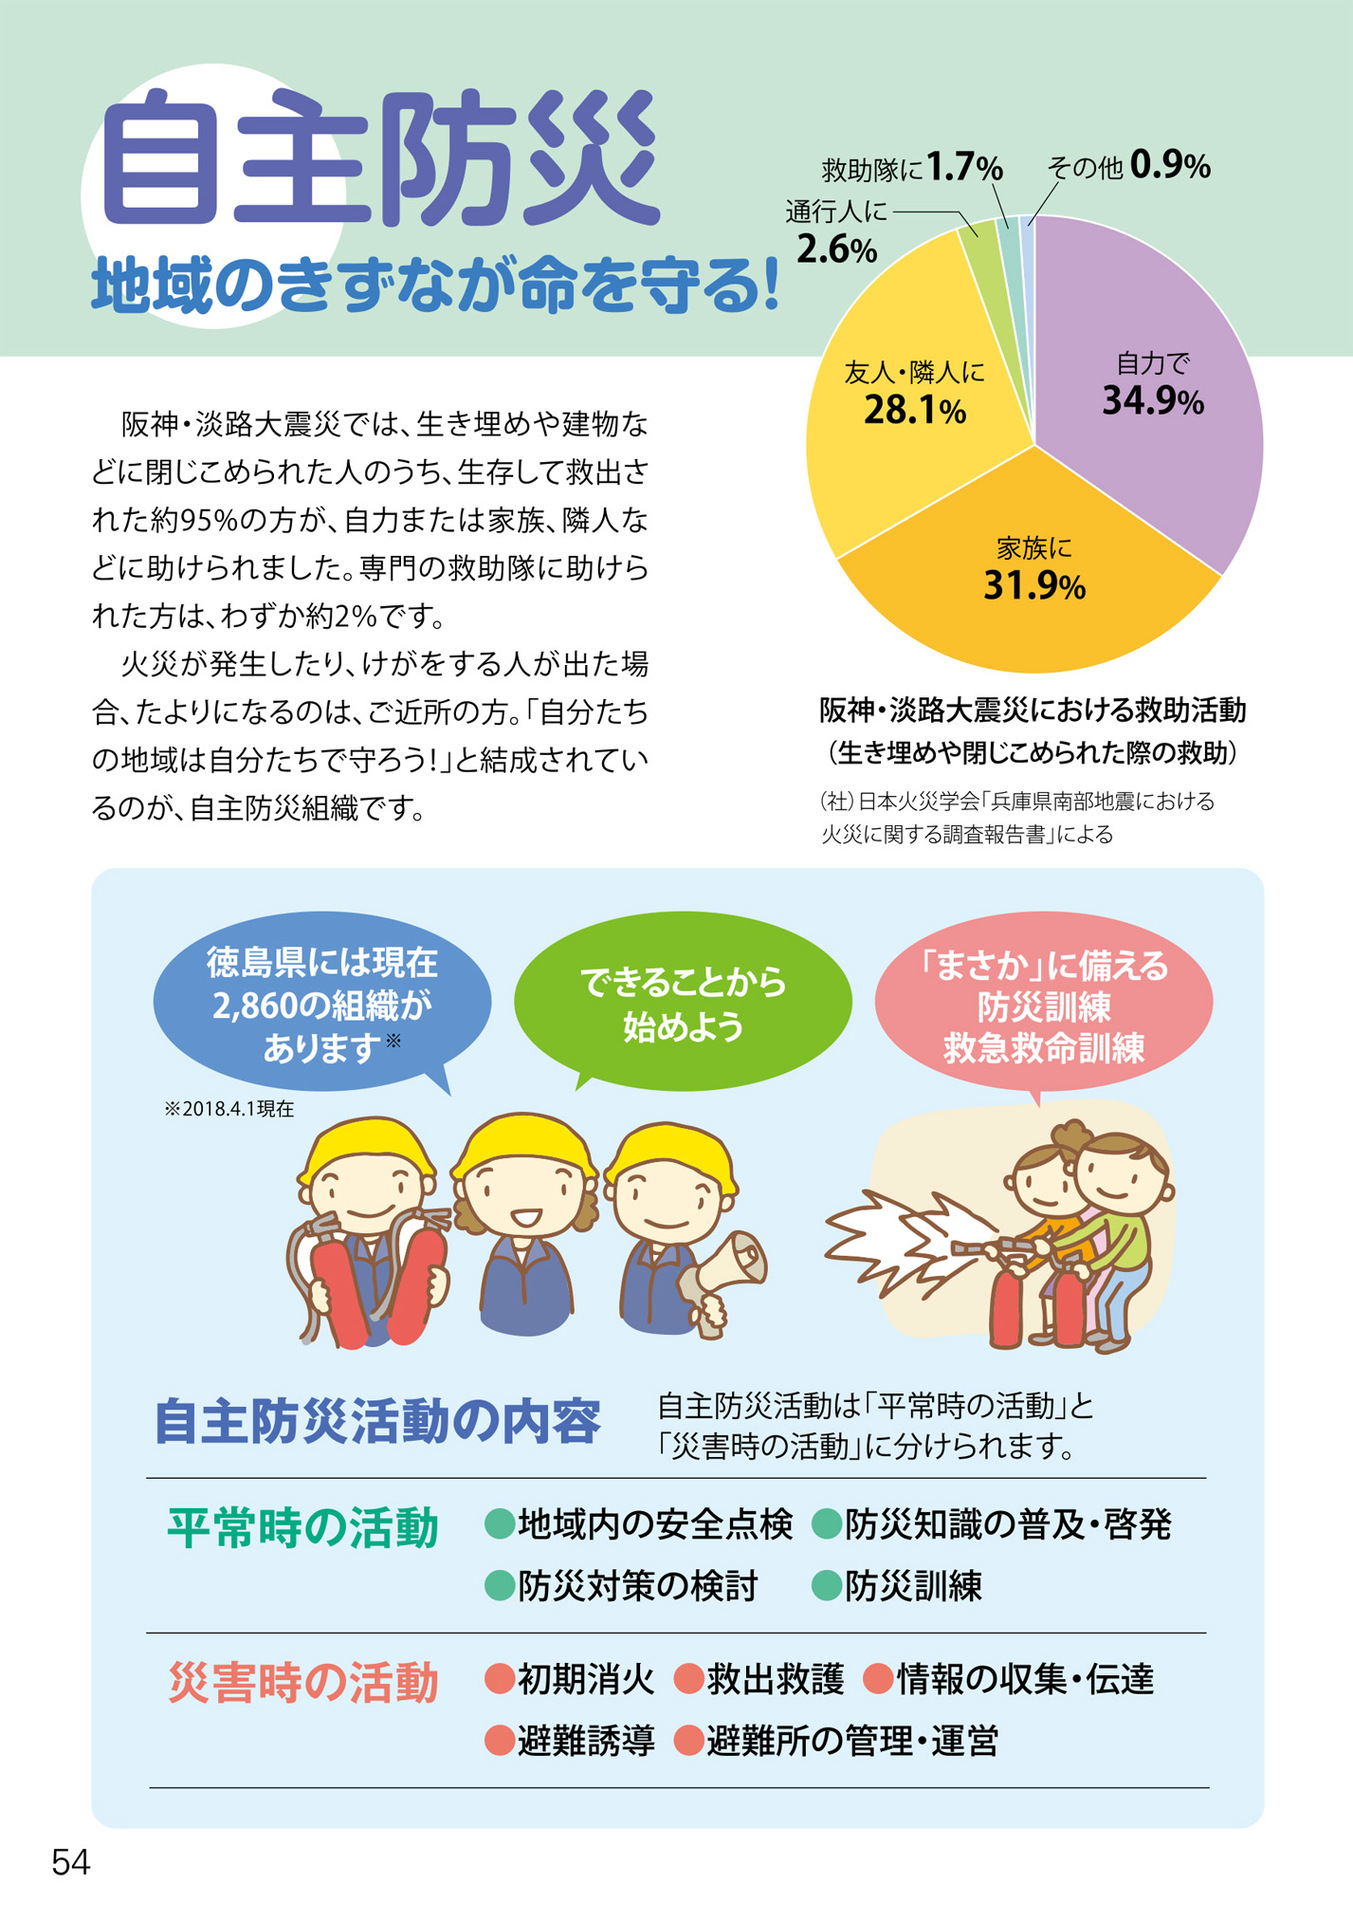 自主防災
地域のきずなが命を守る!
救助隊に1.7%
その他 0.9%
通行人に
2.6%
友人・隣人に
28.1%
自力で
34.9%
家族に
31.9%
阪神・淡路大震災における救助活動
（生き埋めや閉じこめられた際の救助）
（社）日本火災学会「兵庫県南部地震における
火災に関する調査報告書」による
阪神・淡路大震災では、生き埋めや建物な
どに閉じこめられた人のうち、生存して救出さ
れた約95%の方が、自力または家族、隣人な
どに助けられました。専門の救助隊に助けら
れた方は、わずか約2%です。
火災が発生したり、けがをする人が出た場
合、たよりになるのは、ご近所の方。「自分たち
の地域は自分たちで守ろう!」と結成されてい
るのが、自主防災組織です。
徳島県には現在
2,860の組織が
あります※
※2018.4.1現在
できることから
始めよう
「まさか」に備える
防災訓練
救急救命訓練
自主防災活動の内容
自主防災活動は「平常時の活動」と
「災害時の活動」に分けられます。
平常時の活動
●地域内の安全点検 ●防災知識の普及・啓発
●防災対策の検討 ●防災訓練
災害時の活動
●初期消火 ●救出救護 ●情報の収集・伝達
●避難誘導 ●避難所の管理・運営
54